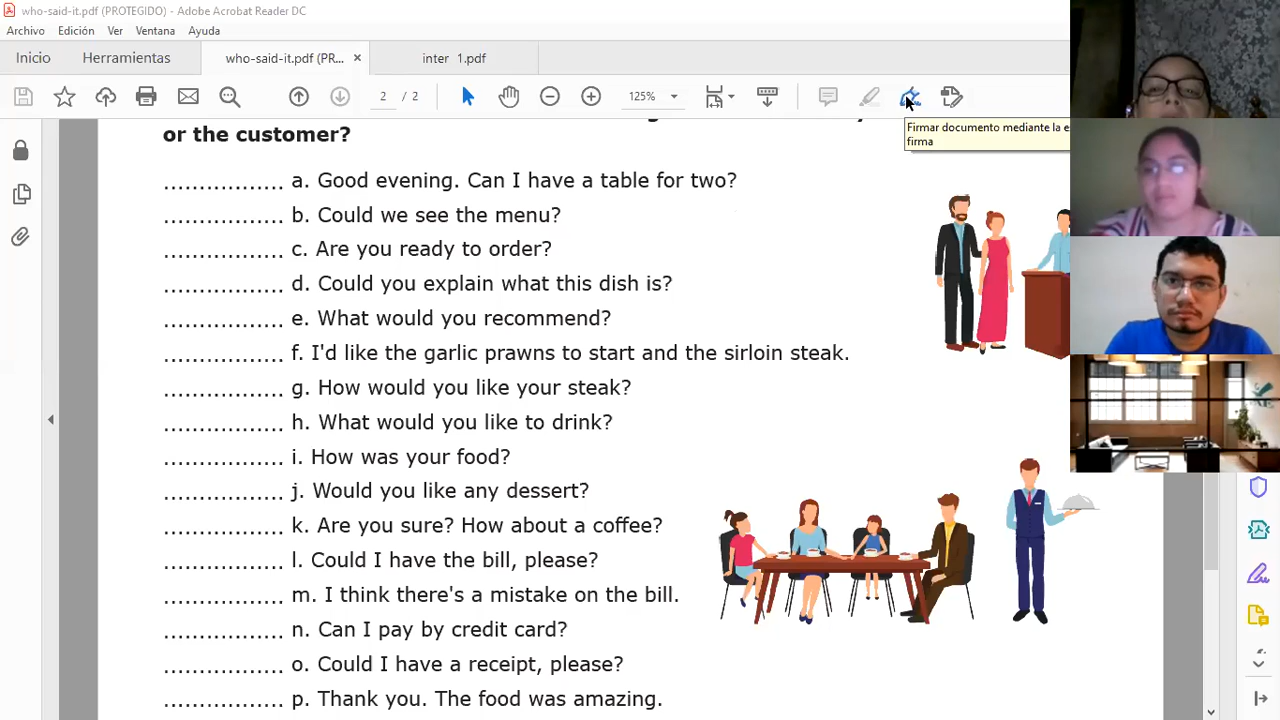 who-said-it.pdf (PROTEGIDO) - Adobe Acrobat Reader DC
Archivo Edición Ver Ventana Ayuda
Inicio Herramientas who-said-it.pdf (PR... × inter 1.pdf
2 / 2 125%
Firmar documento mediante la e
firma
or the customer?
................. a. Good evening. Can I have a table for two?
................. b. Could we see the menu?
................. c. Are you ready to order?
................. d. Could you explain what this dish is?
................. e. What would you recommend?
................. f. I'd like the garlic prawns to start and the sirloin steak.
................. g. How would you like your steak?
................. h. What would you like to drink?
................. i. How was your food?
................. j. Would you like any dessert?
................. k. Are you sure? How about a coffee?
................. l. Could I have the bill, please?
................. m. I think there's a mistake on the bill.
................. n. Can I pay by credit card?
................. o. Could I have a receipt, please?
................. p. Thank you. The food was amazing.